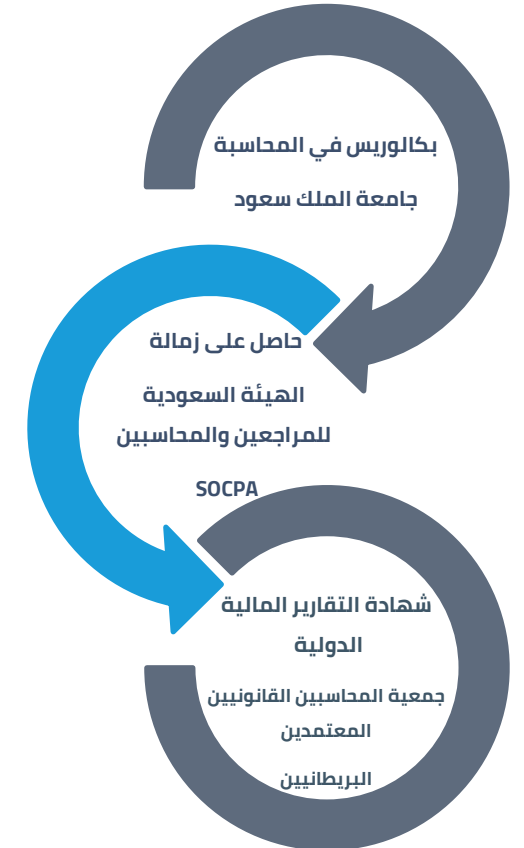 بكالوريس في المحاسبة
جامعة الملك سعود
حاصل على زمالة
الهيئة السعودية
للمراجعين والمحاسبين
SOCPA
شهادة التقارير المالية
الدولية
جمعية المحاسبين القانونيين
المعتمدين
البريطانيين